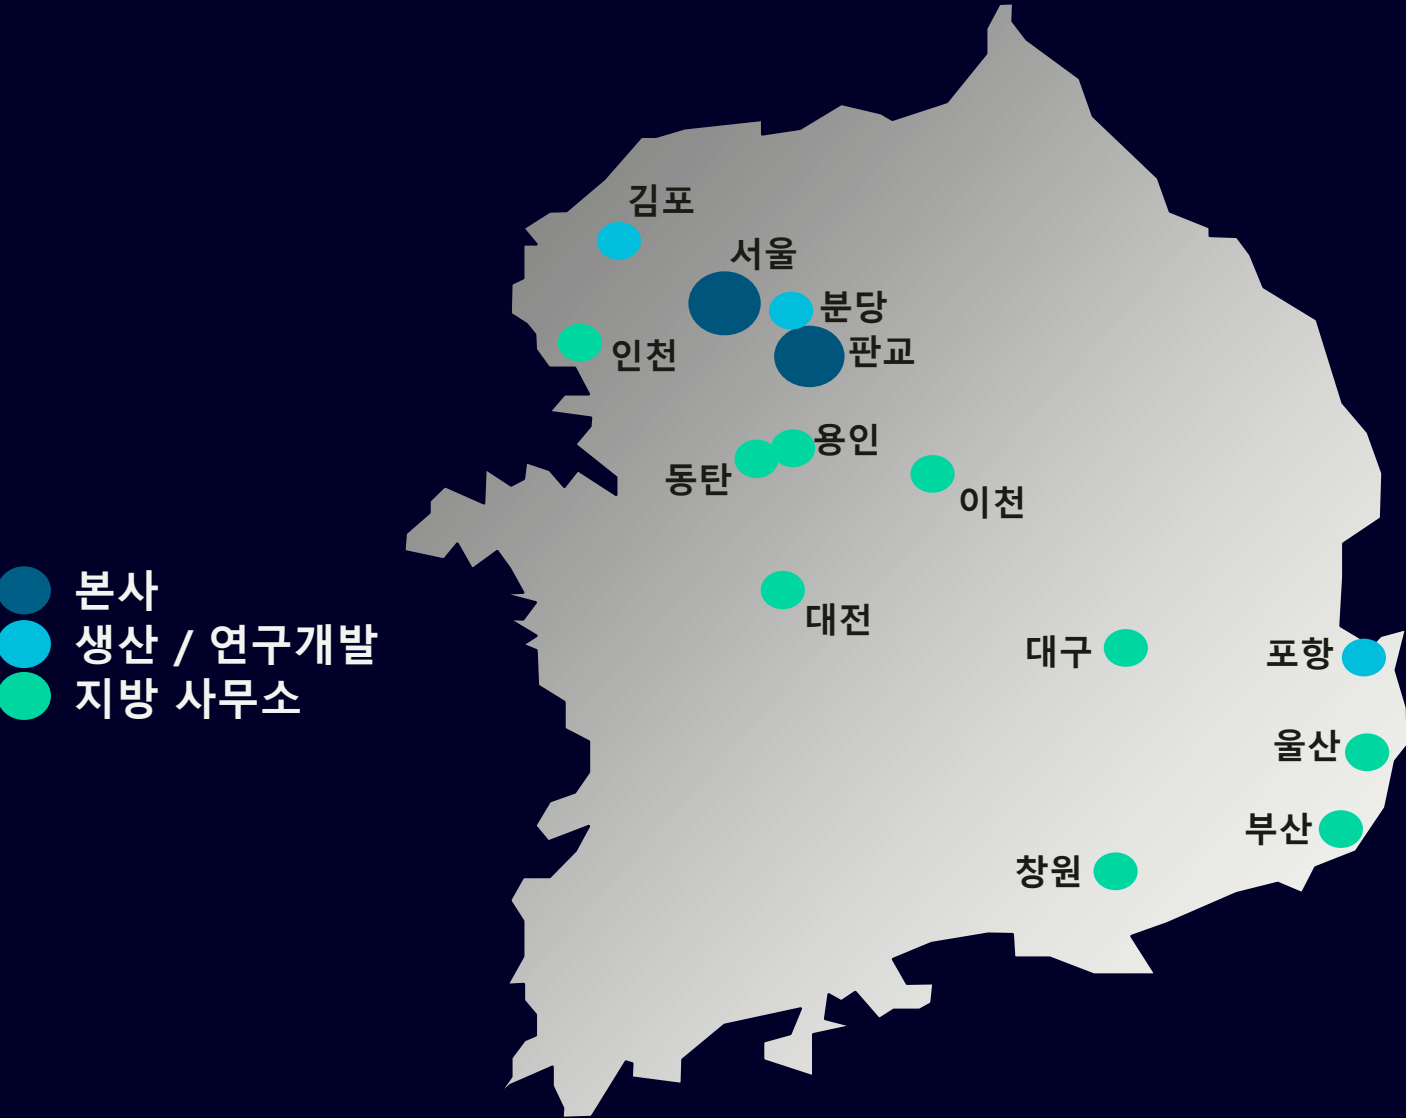 김포
서울
분당
판교
인천
용인
동탄
이천
본사
생산 / 연구개발
지방 사무소
대전
대구
포항
울산
부산
창원